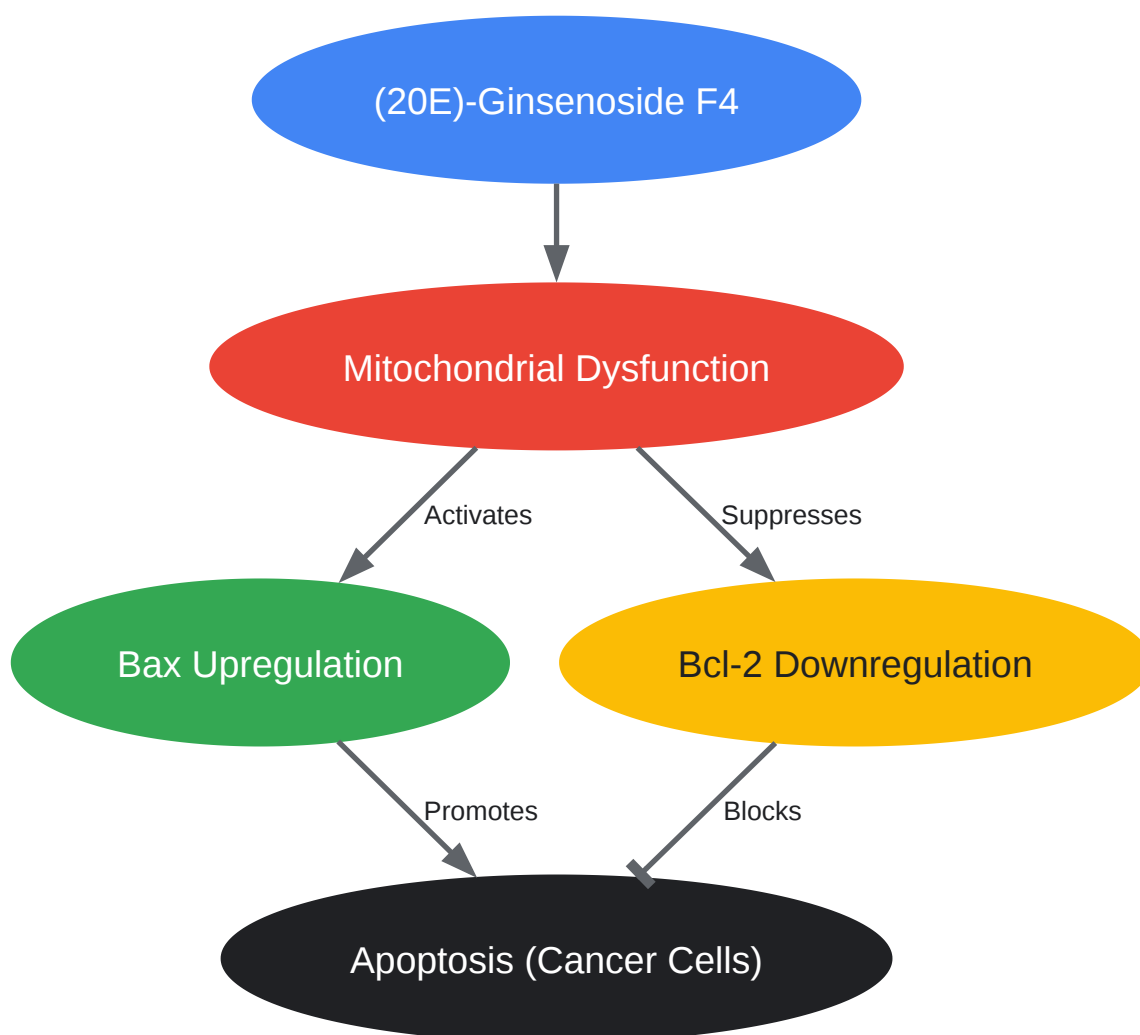 (20E)-Ginsenoside F4
Mitochondrial Dysfunction
Activates
Suppresses
Bax Upregulation
Bcl-2 Downregulation
Promotes
Blocks
Apoptosis (Cancer Cells)